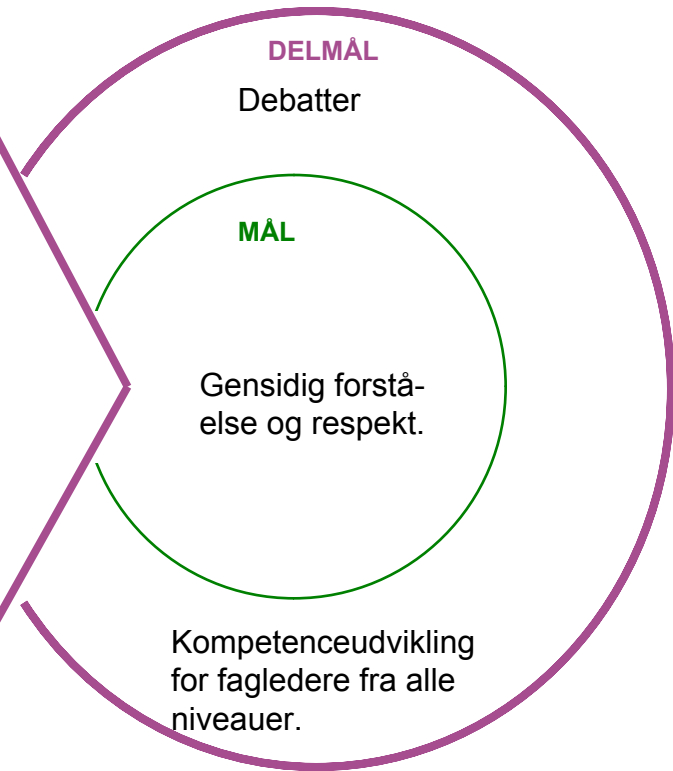 DELMÅL
Debatter
MÅL
Gensidig forstå-
else og respekt.
Kompetenceudvikling
for fagledere fra alle
niveauer.